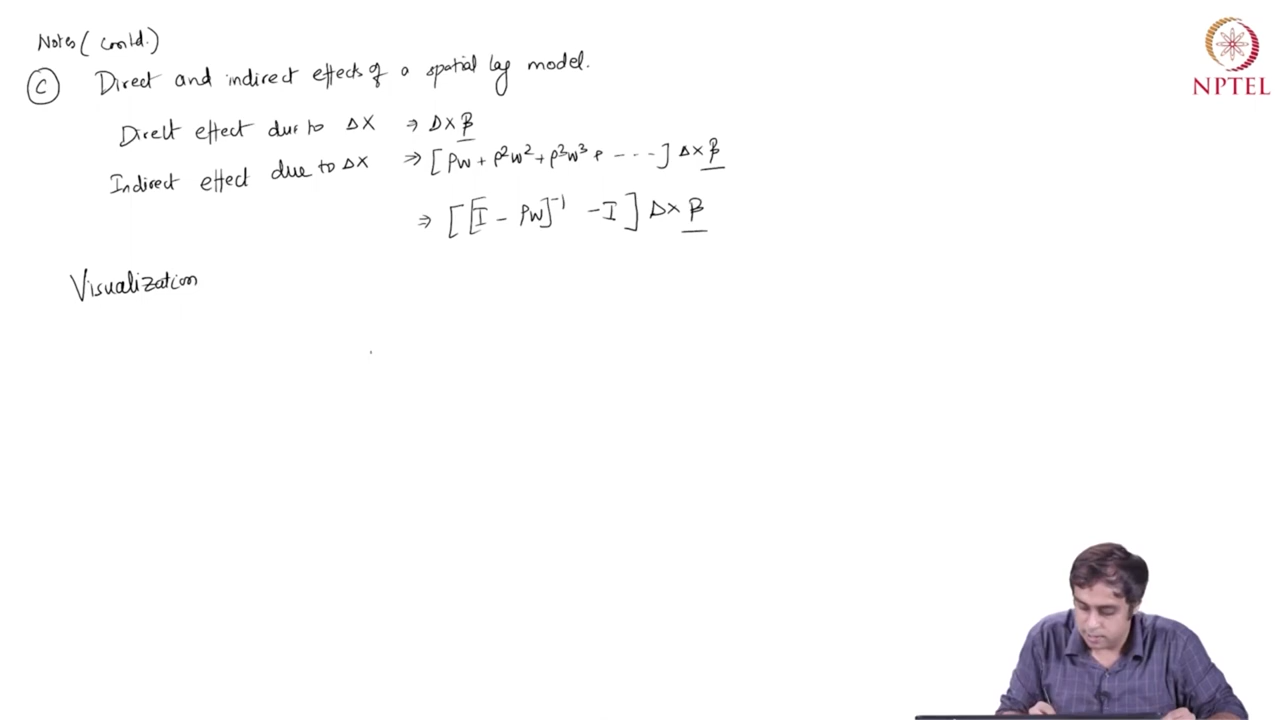 Notes (contd.)
Ⓒ Direct and indirect effects of a spatial lag model.
Direct effect due to ΔX ⇒ ΔX β
Indirect effect due to ΔX ⇒ [ρW + ρ²W² + ρ³W³ + - - - -] ΔX β
⇒ [[I - ρW]⁻¹ - I] ΔX β
Visualization
NPTEL